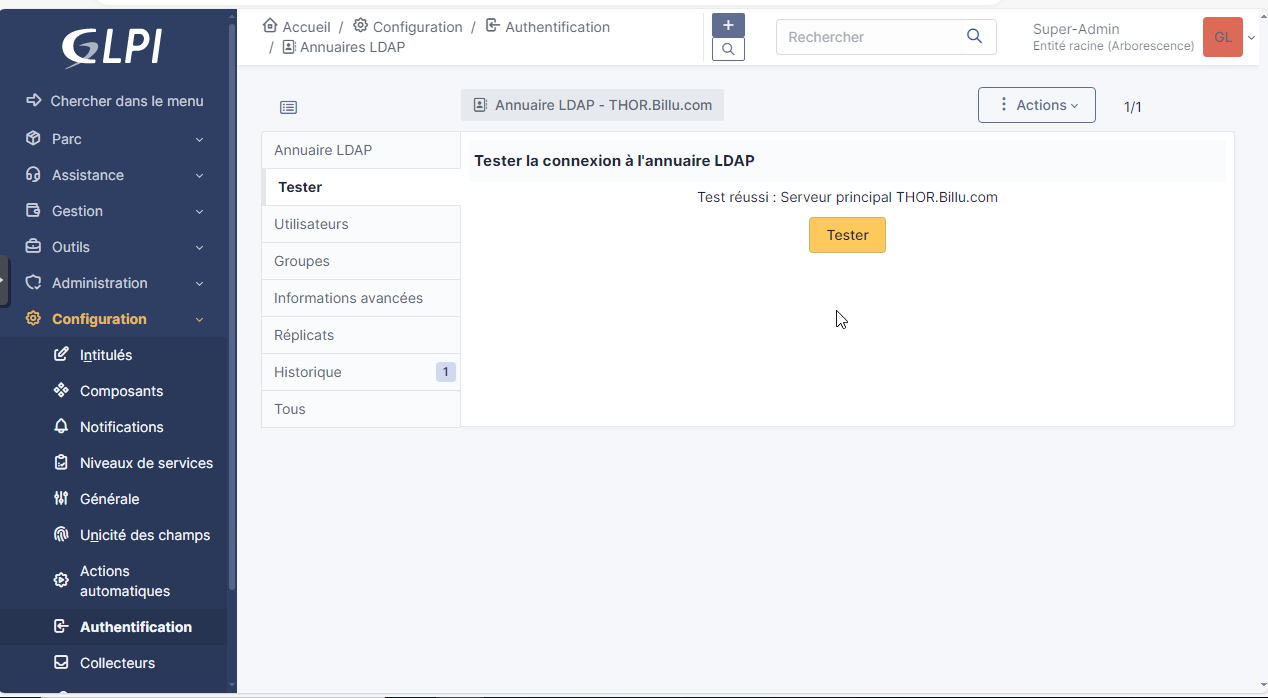 GLPI
Chercher dans le menu
Parc
Assistance
Gestion
Outils
Administration
Configuration
Intitulés
Composants
Notifications
Niveaux de services
Générale
Unicité des champs
Actions
automatiques
Authentification
Collecteurs
Accueil / Configuration / Authentification
/ Annuaires LDAP
Rechercher
Super-Admin
Entité racine (Arborescence)
GL
Annuaire LDAP - THOR.Billu.com
Actions
1/1
Annuaire LDAP
Tester
Utilisateurs
Groupes
Informations avancées
Réplicats
Historique 1
Tous
Tester la connexion à l'annuaire LDAP
Test réussi : Serveur principal THOR.Billu.com
Tester